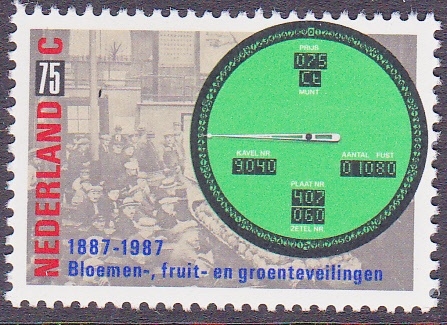 NEDERLAND 75 C
PRIJS
075
Ct
MUNT
KAVEL NR
9040
AANTAL FUST
01080
PLAAT NR
407
060
ZETEL NR
1887-1987
Bloemen-, fruit- en groenteveilingen